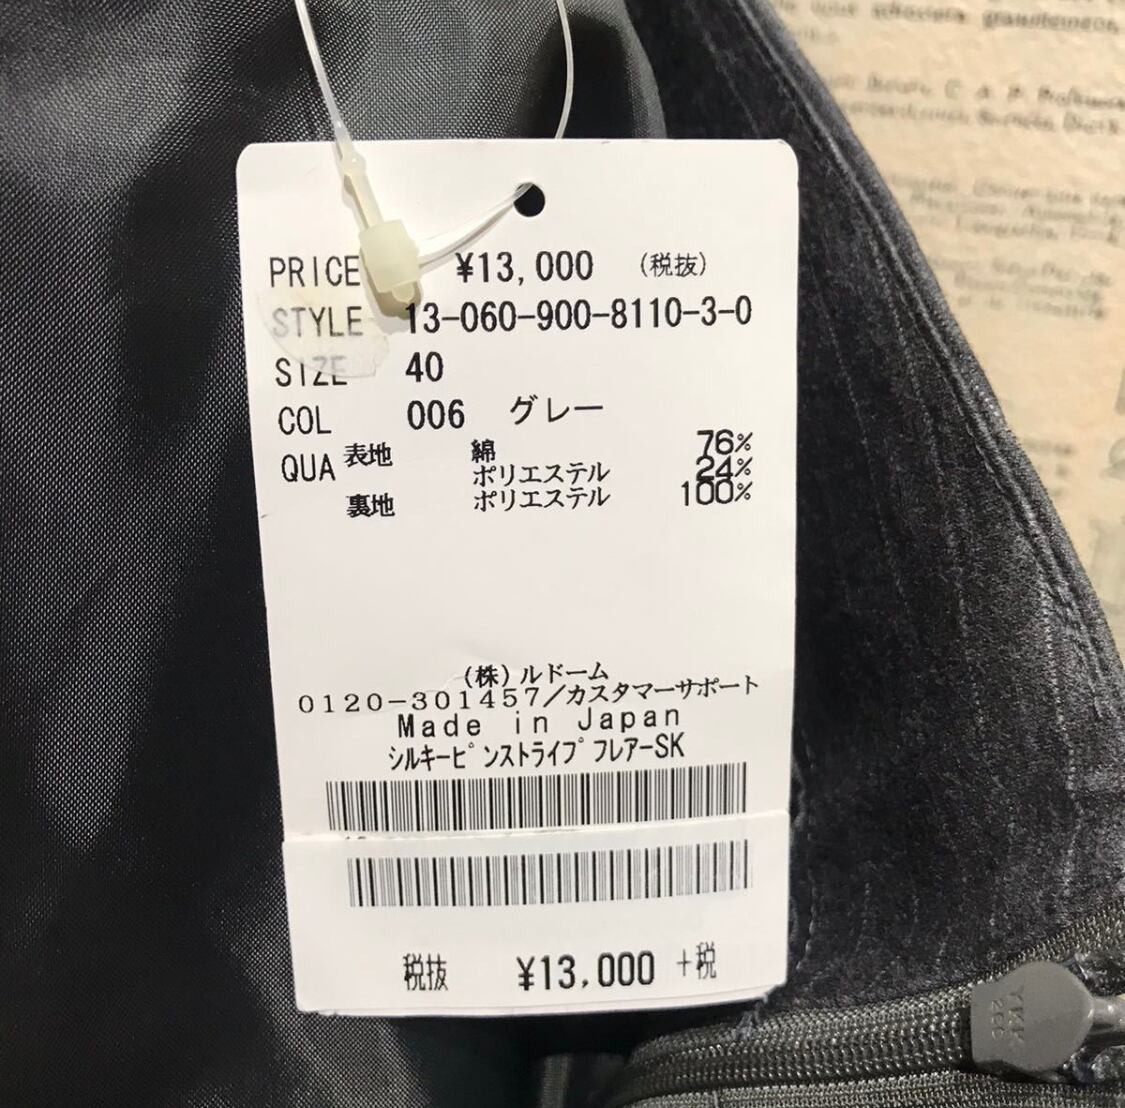 PRICE ¥13,000 (税抜)
STYLE 13-060-900-8110-3-0
SIZE 40
COL 006 グレー
QUA 表地 綿 76%
ポリエステル 24%
裏地 ポリエステル 100%
(株)ルドーム
0120-301457/カスタマーサポート
Made in Japan
シルキーピンストライプフレアーSK
税抜 ¥13,000 +税
YKK